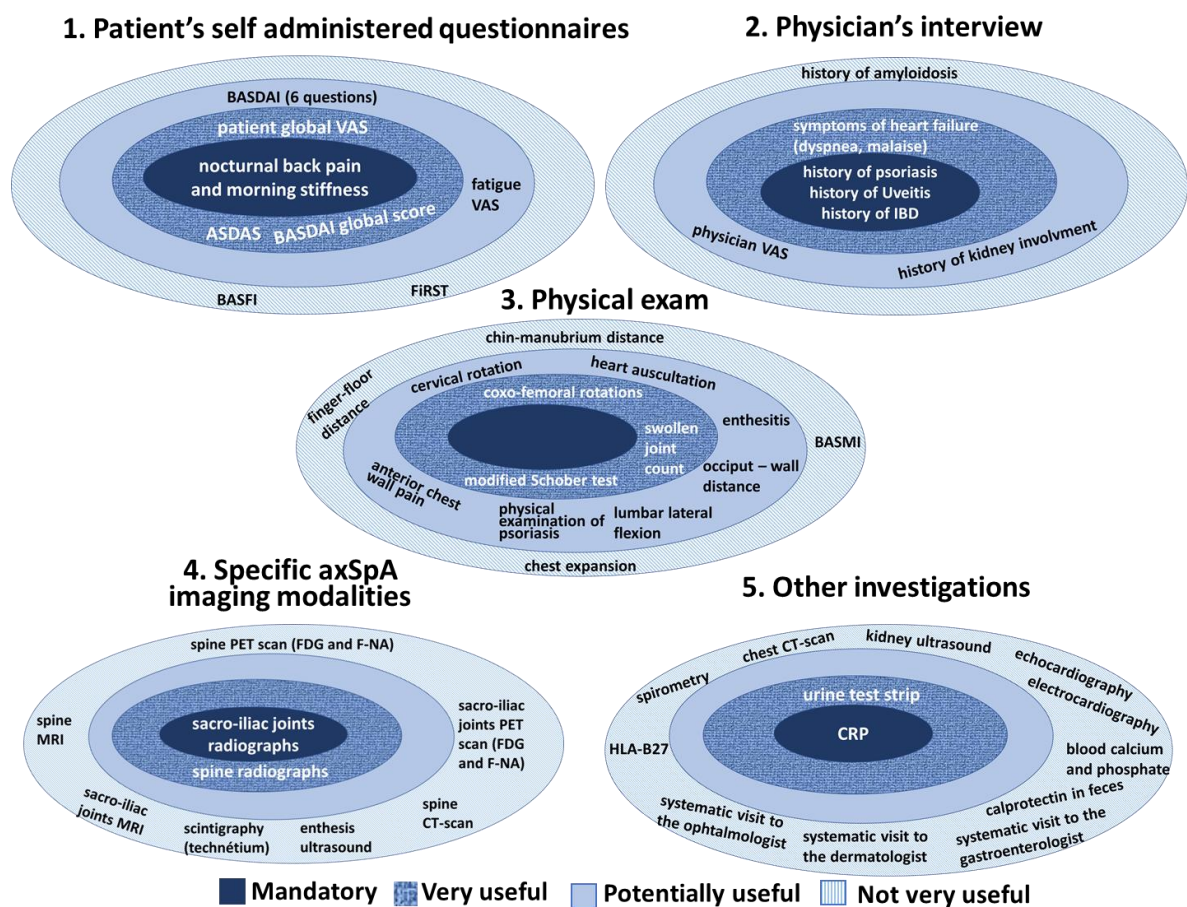 1. Patient's self administered questionnaires
BASDAI (6 questions)
patient global VAS
nocturnal back pain
and morning stiffness
fatigue
VAS
ASDAS
BASDAI global score
BASFI
FiRST
2. Physician's interview
history of amyloidosis
symptoms of heart failure
(dyspnea, malaise)
history of psoriasis
history of Uveitis
history of IBD
physician VAS
history of kidney involvment
3. Physical exam
chin-manubrium distance
cervical rotation
heart auscultation
finger-floor
distance
coxo-femoral rotations
enthesitis
swollen
joint
count
BASMI
occiput – wall
distance
modified Schober test
anterior chest
wall pain
physical
examination of
psoriasis
lumbar lateral
flexion
chest expansion
4. Specific axSpA
imaging modalities
spine PET scan (FDG and F-NA)
spine
MRI
sacro-iliac joints
radiographs
spine radiographs
sacro-iliac
joints PET
scan (FDG
and F-NA)
sacro-iliac
joints MRI
scintigraphy
(technétium)
enthesis
ultrasound
spine
CT-scan
5. Other investigations
chest CT-scan
kidney ultrasound
echocardiography
electrocardiography
spirometry
urine test strip
CRP
HLA-B27
blood calcium
and phosphate
calprotectin in feces
systematic visit to
the ophtalmologist
systematic visit to
the dermatologist
systematic visit to the
gastroenterologist
Mandatory
Very useful
Potentially useful
Not very useful